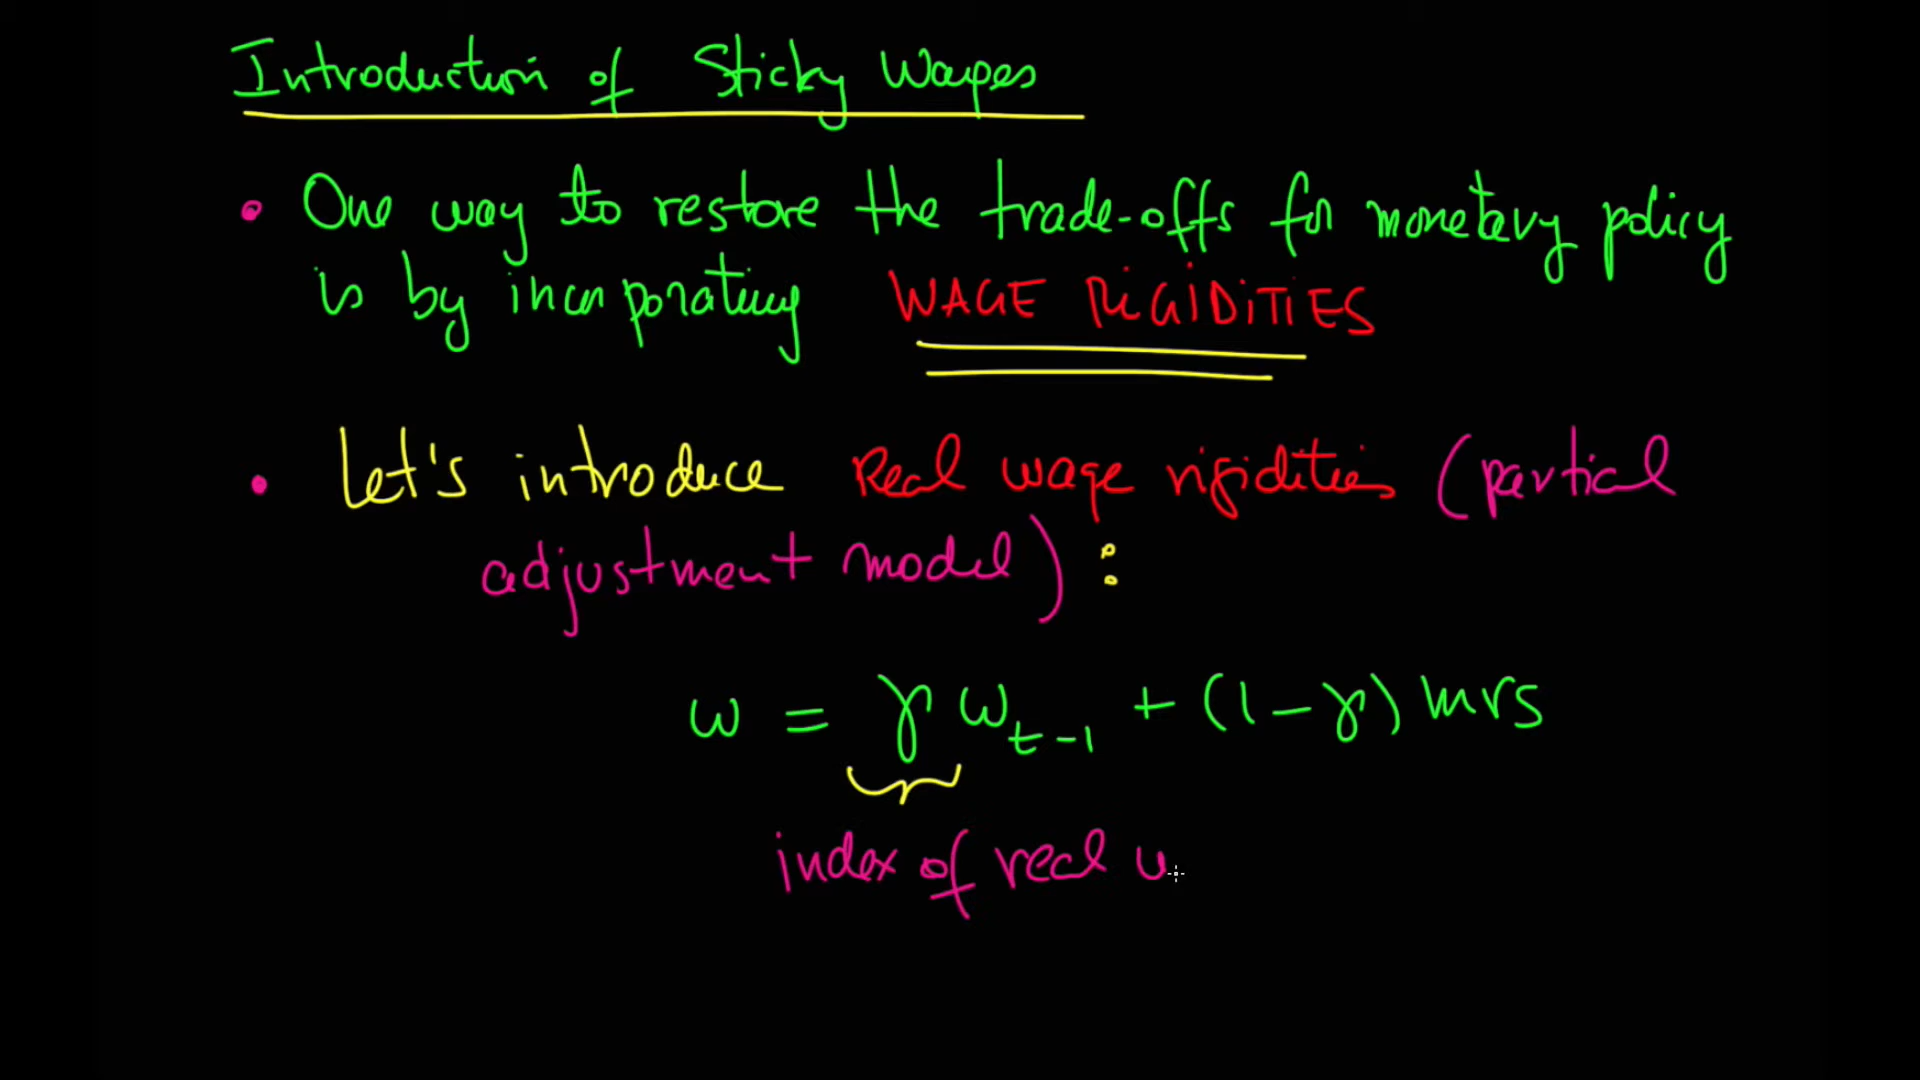 Introduction of Sticky Wages
• One way to restore the trade-offs for monetary policy
is by incorporating WAGE RIGIDITIES
• Let's introduce Real wage rigidities (partial
adjustment model) :
w = γ w_{t-1} + (1-γ) mrs
index of real